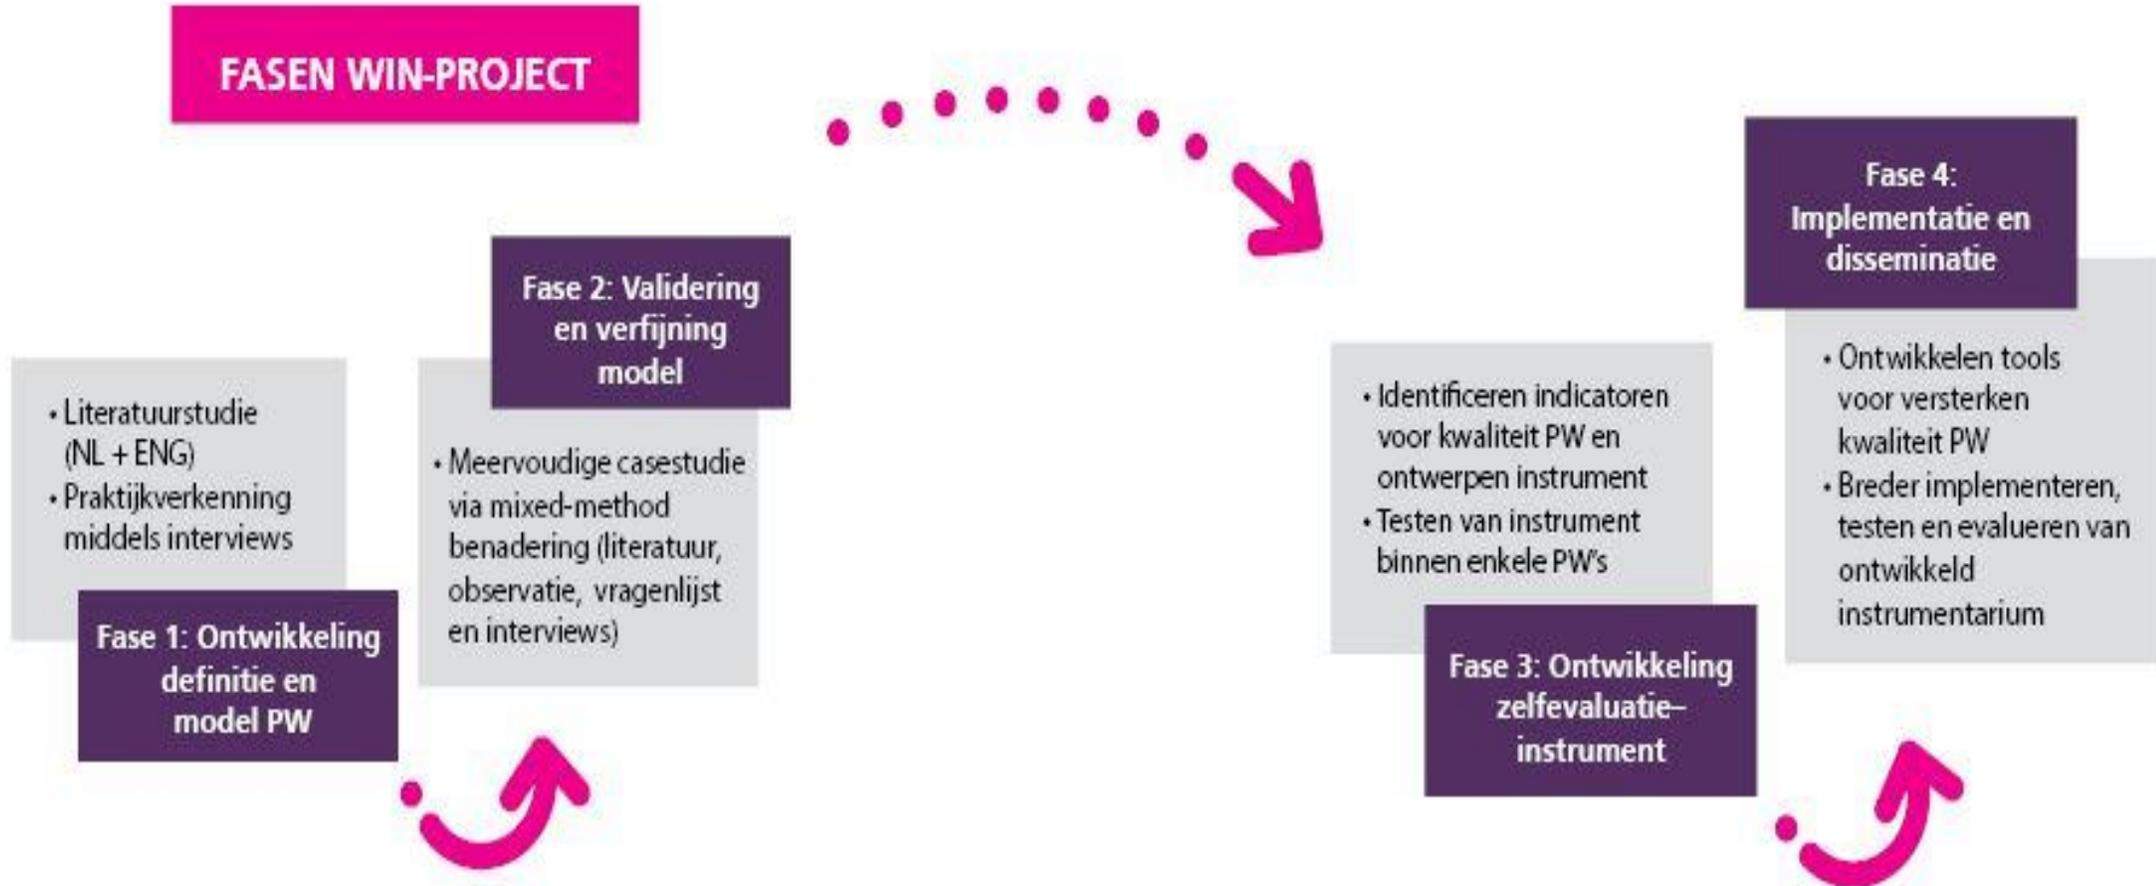 FASEN WIN-PROJECT
• Literatuurstudie
(NL + ENG)
• Praktijkverkenning
middels interviews
Fase 1: Ontwikkeling
definitie en
model PW
Fase 2: Validering
en verfijning
model
• Meervoudige casestudie
via mixed-method
benadering (literatuur,
observatie, vragenlijst
en interviews)
• Identificeren indicatoren
voor kwaliteit PW en
ontwerpen instrument
• Testen van instrument
binnen enkele PW's
Fase 3: Ontwikkeling
zelfevaluatie–
instrument
Fase 4:
Implementatie en
disseminatie
• Ontwikkelen tools
voor versterken
kwaliteit PW
• Breder implementeren,
testen en evalueren van
ontwikkeld
instrumentarium